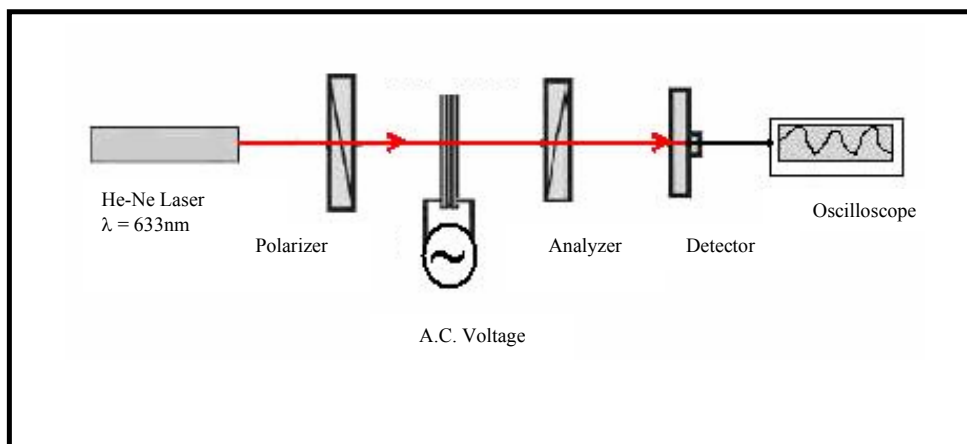 He-Ne Laser
λ = 633nm
Polarizer
A.C. Voltage
Analyzer
Detector
Oscilloscope